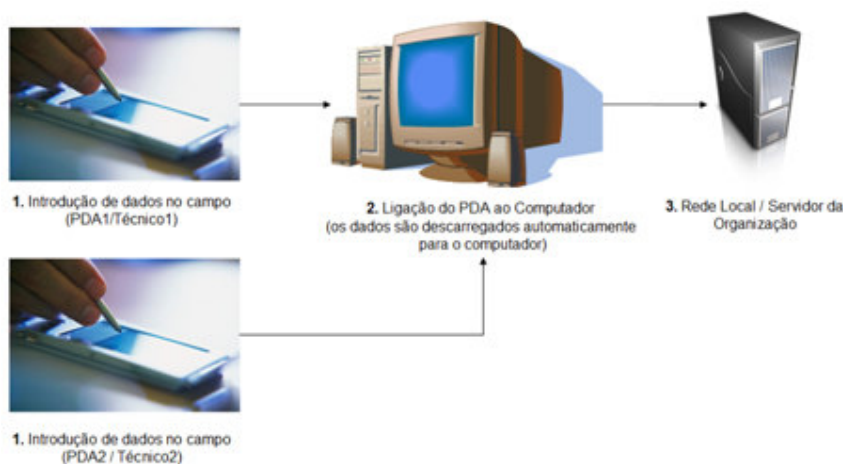 1. Introdução de dados no campo
(PDA1/Técnico1)
2. Ligação do PDA ao Computador
(os dados são descarregados automaticamente
para o computador)
3. Rede Local / Servidor da
Organização
1. Introdução de dados no campo
(PDA2 / Técnico2)